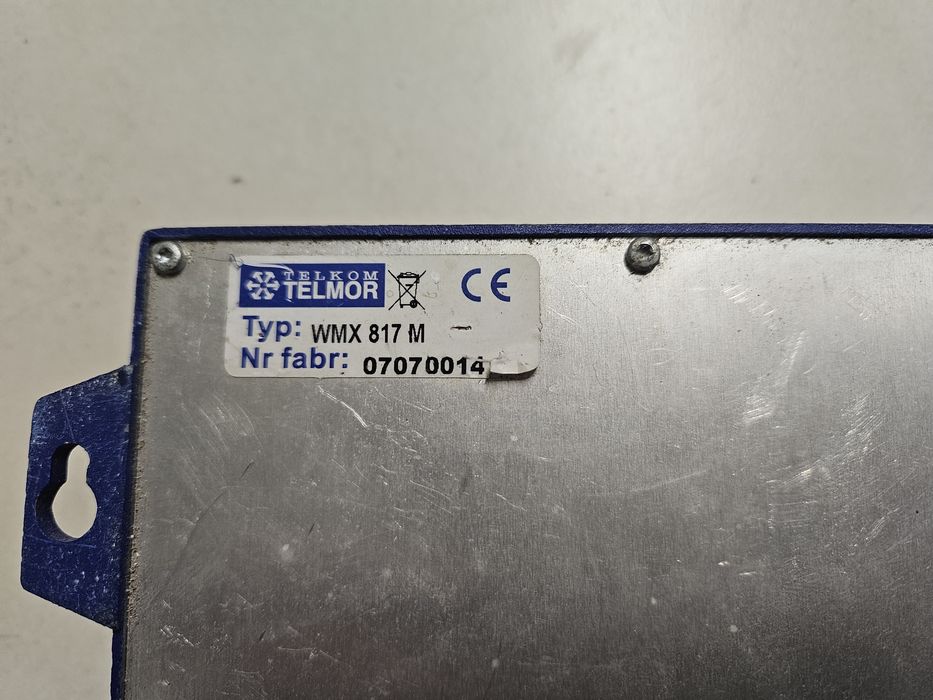 TELKOM
TELMOR
CE
Typ: WMX 817 M
Nr fabr: 07070014